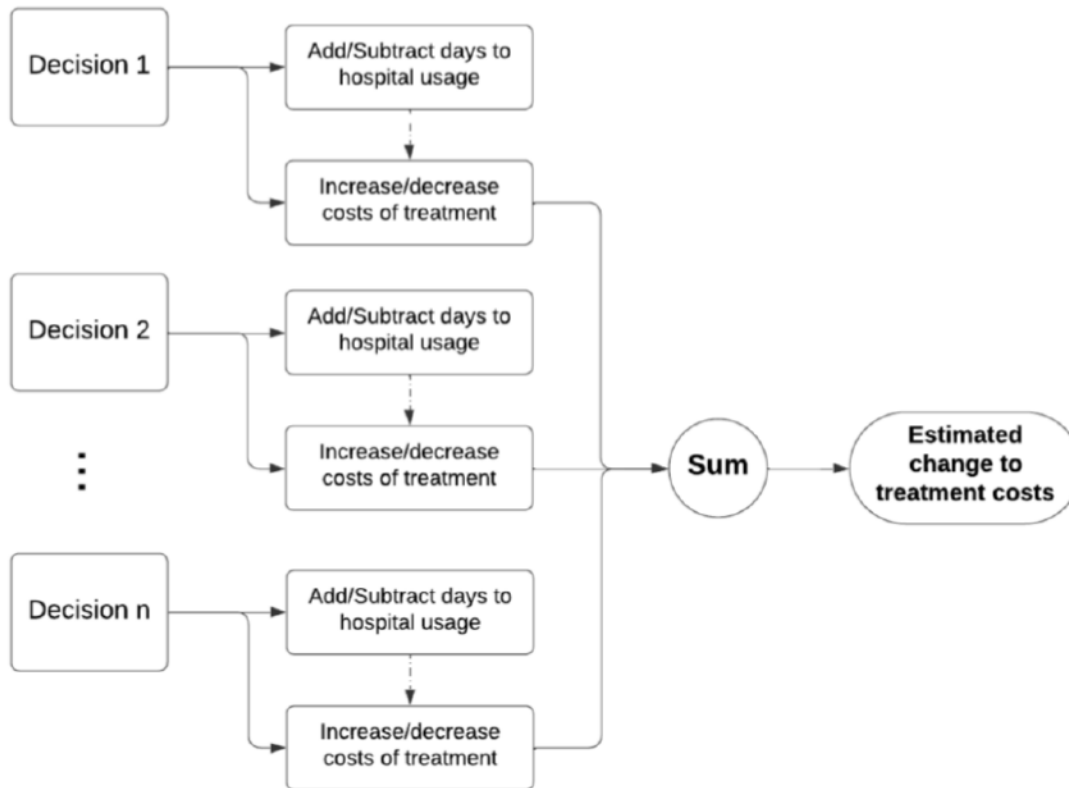 Decision 1
Add/Subtract days to
hospital usage
Increase/decrease
costs of treatment
Decision 2
Add/Subtract days to
hospital usage
Increase/decrease
costs of treatment
Sum
Estimated
change to
treatment costs
Decision n
Add/Subtract days to
hospital usage
Increase/decrease
costs of treatment